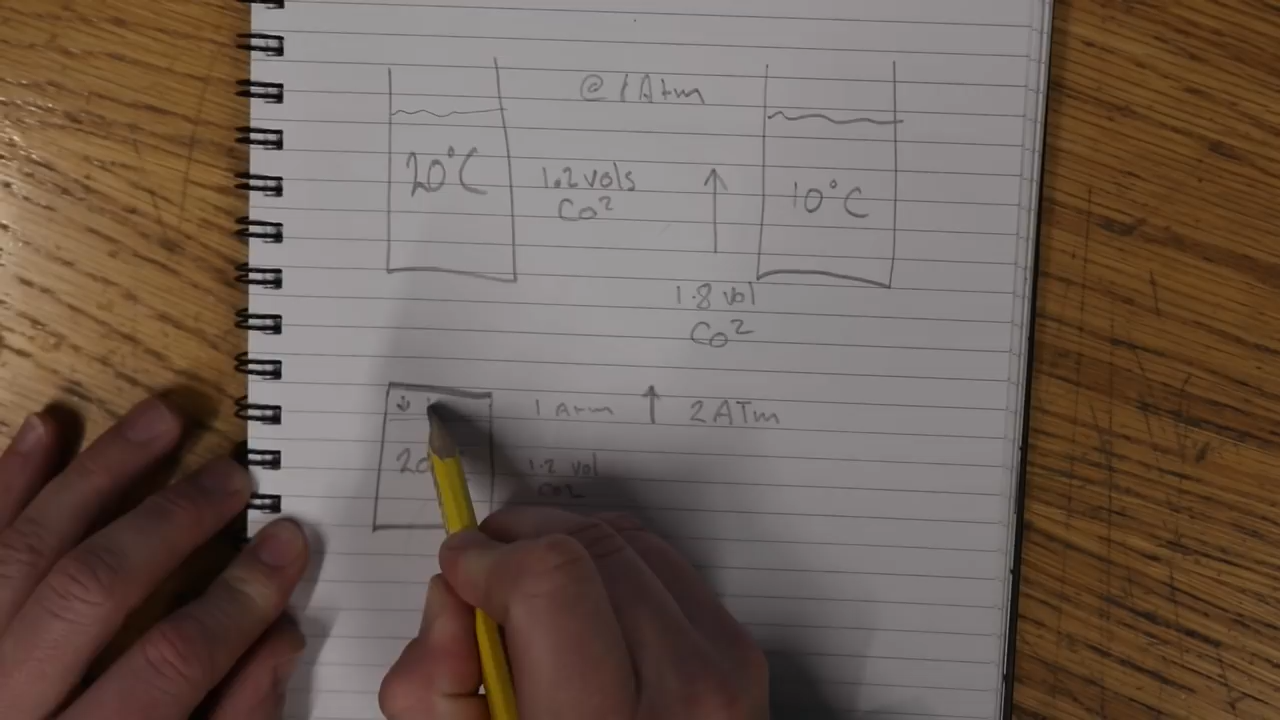 @ 1 Atm
20°C
1.2 vols
Co²
10°C
1.8 vol
Co²
1 Atm ↑ 2 ATm
1.2 vol
CO2